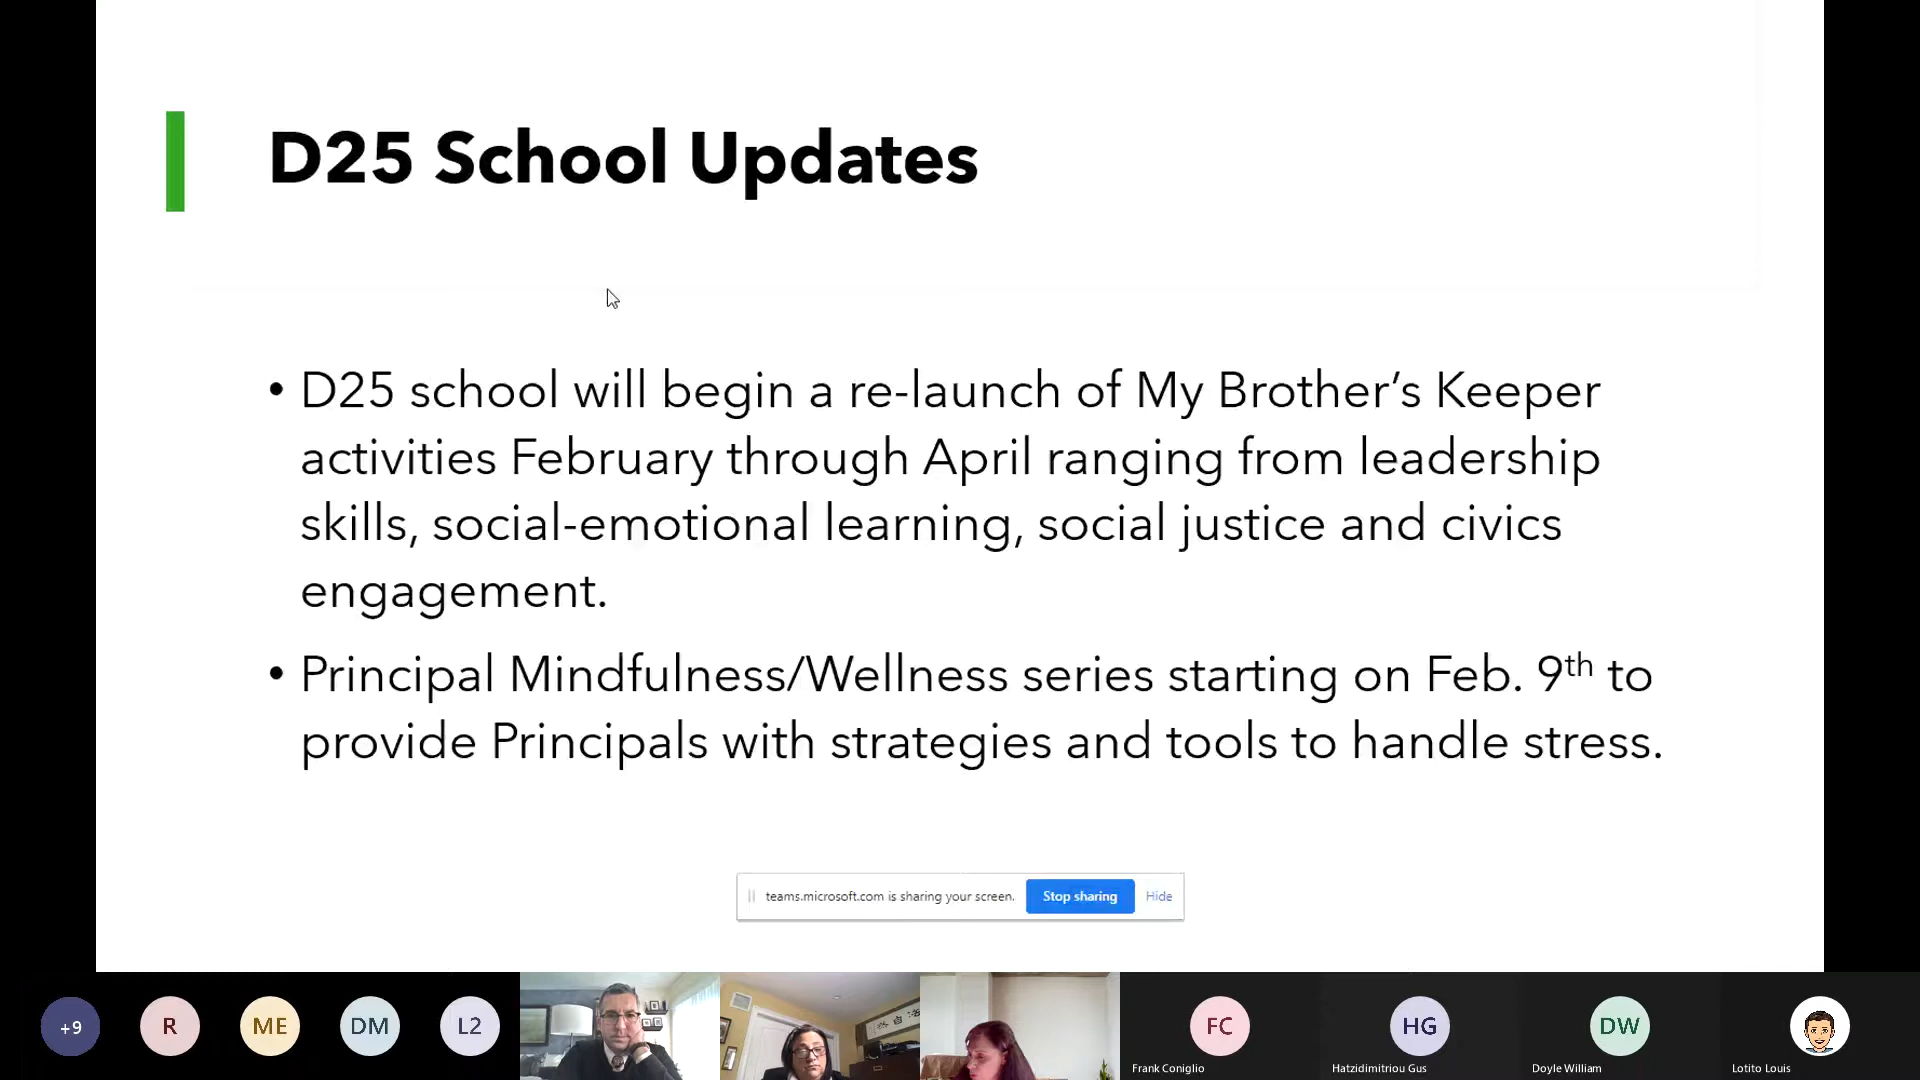 D25 School Updates
• D25 school will begin a re-launch of My Brother’s Keeper
activities February through April ranging from leadership
skills, social-emotional learning, social justice and civics
engagement.
• Principal Mindfulness/Wellness series starting on Feb. 9th to
provide Principals with strategies and tools to handle stress.
teams.microsoft.com is sharing your screen. Stop sharing Hide
+9 R ME DM L2 FC HG DW
Frank Coniglio Hatzidimitriou Gus Doyle William Lotito Louis